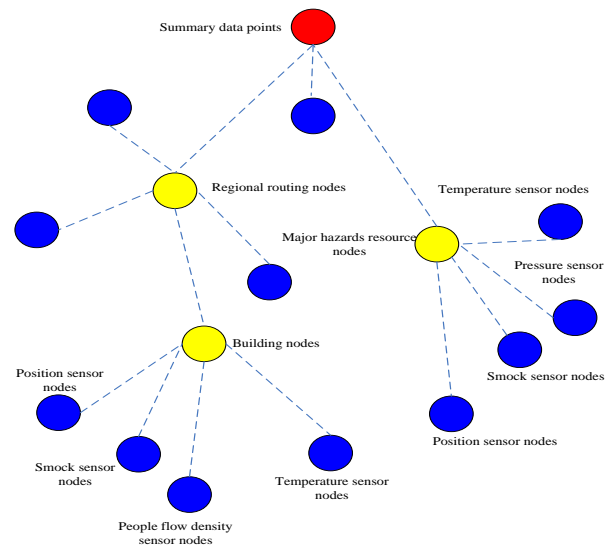 Summary data points
Regional routing nodes
Temperature sensor nodes
Major hazards resource
nodes
Pressure sensor
nodes
Building nodes
Smock sensor nodes
Position sensor
nodes
Position sensor nodes
Smock sensor
nodes
Temperature sensor
nodes
People flow density
sensor nodes